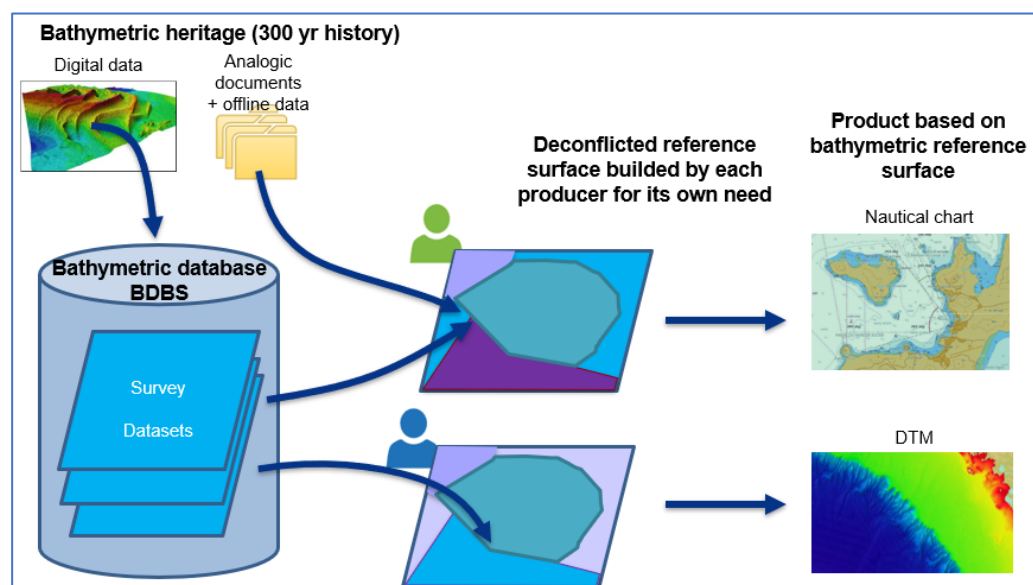 Bathymetric heritage (300 yr history)
Digital data
Analogic
documents
+ offline data
Deconflicted reference
surface builded by each
producer for its own need
Product based on
bathymetric reference
surface
Nautical chart
Bathymetric database
BDBS
Survey
Datasets
DTM